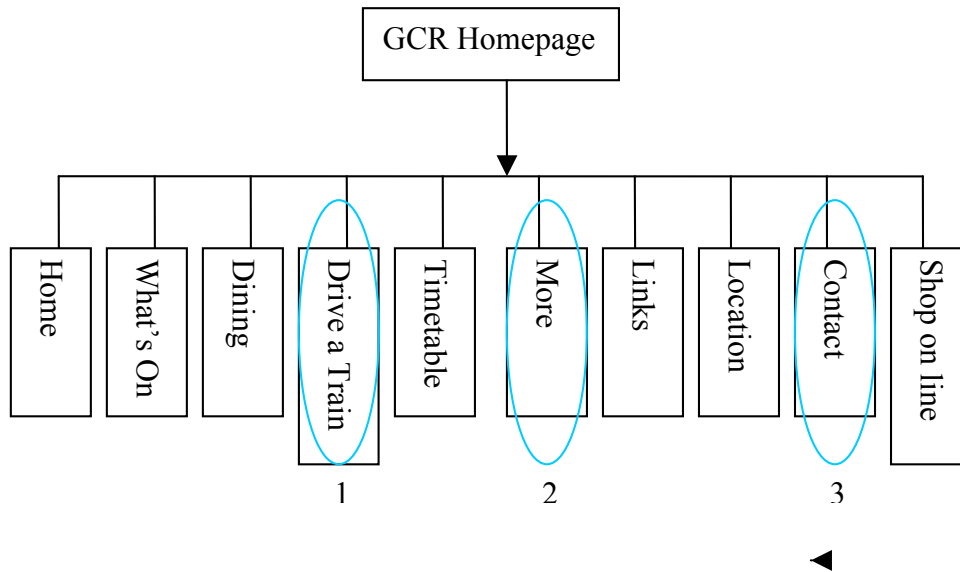 GCR Homepage
Home
What's On
Dining
Drive a Train
Timetable
More
Links
Location
Contact
Shop on line
1
2
3